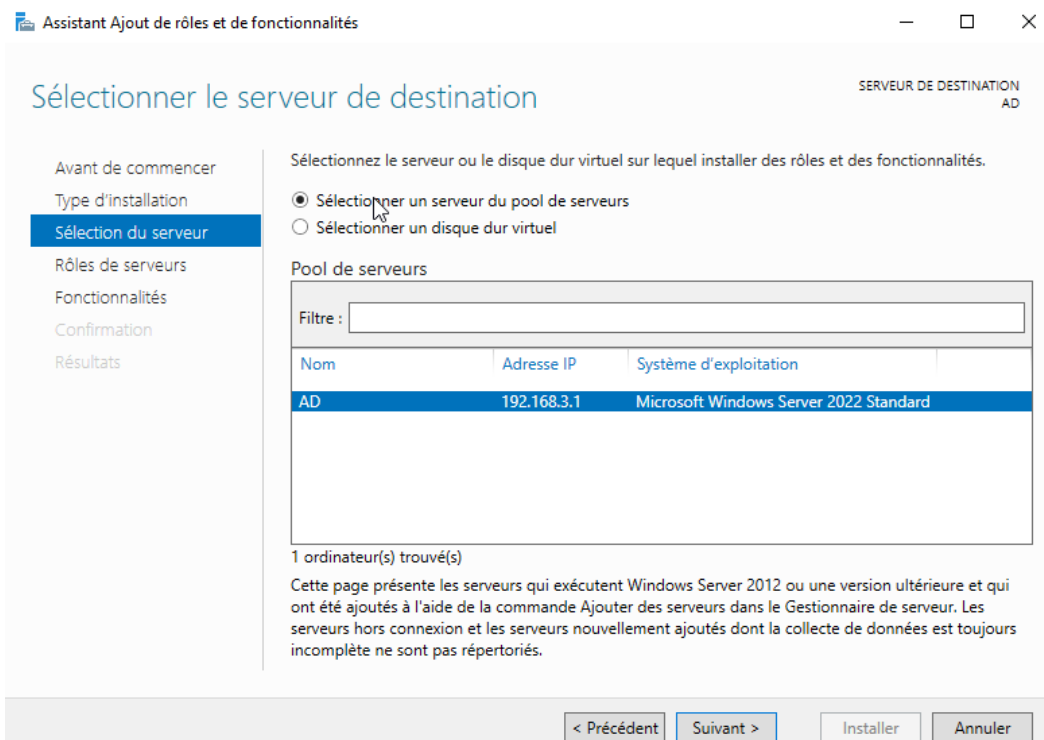 Assistant Ajout de rôles et de fonctionnalités
Sélectionner le serveur de destination
SERVEUR DE DESTINATION
AD
Avant de commencer
Type d'installation
Sélection du serveur
Rôles de serveurs
Fonctionnalités
Confirmation
Résultats
Sélectionnez le serveur ou le disque dur virtuel sur lequel installer des rôles et des fonctionnalités.
Sélectionner un serveur du pool de serveurs
Sélectionner un disque dur virtuel
Pool de serveurs
Filtre :
Nom Adresse IP Système d'exploitation
AD 192.168.3.1 Microsoft Windows Server 2022 Standard
1 ordinateur(s) trouvé(s)
Cette page présente les serveurs qui exécutent Windows Server 2012 ou une version ultérieure et qui
ont été ajoutés à l'aide de la commande Ajouter des serveurs dans le Gestionnaire de serveur. Les
serveurs hors connexion et les serveurs nouvellement ajoutés dont la collecte de données est toujours
incomplète ne sont pas répertoriés.
< Précédent Suivant > Installer Annuler